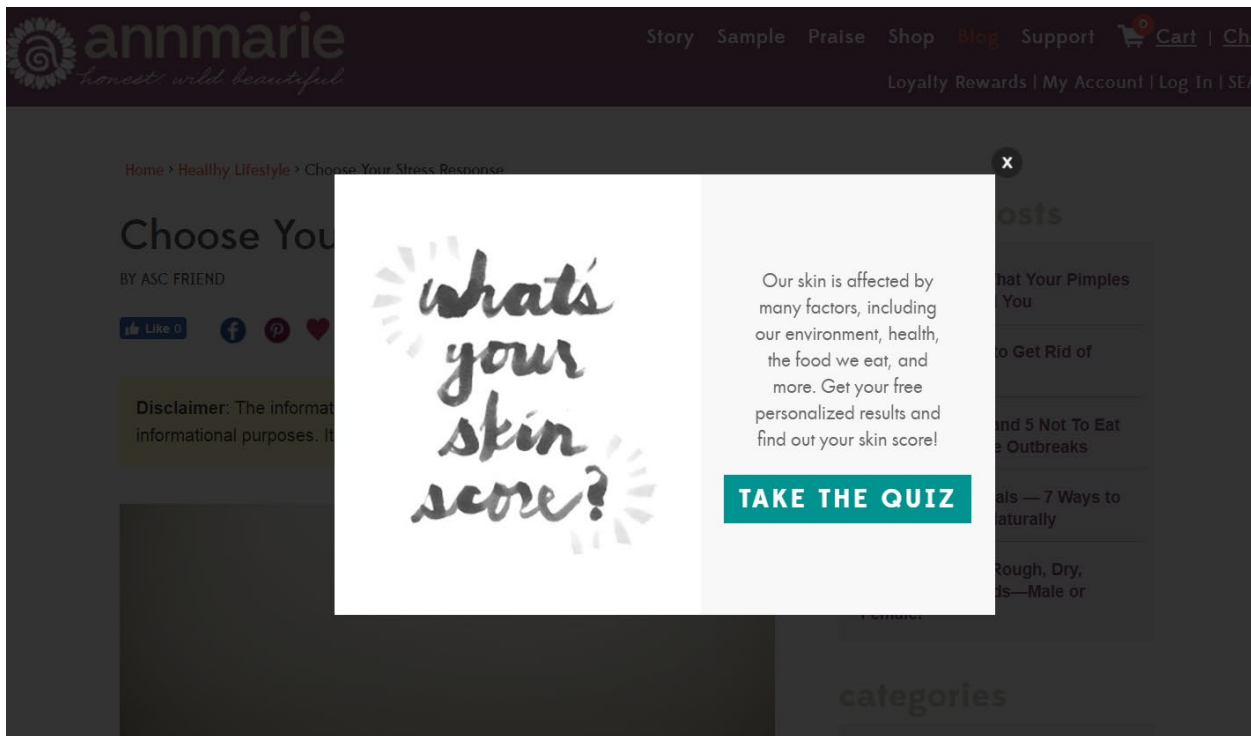 annmarie
honest wild beautiful
Story Sample Praise Shop Blog Support 0 Cart |
Loyalty Rewards | My Account | Log In |
Home › Healthy Lifestyle › Choose Your Stress Response
Choose You
BY ASC FRIEND
Like 0
Disclaimer: The informat
informational purposes. It
x
what's
your
skin
score?
Our skin is affected by
many factors, including
our environment, health,
the food we eat, and
more. Get your free
personalized results and
find out your skin score!
TAKE THE QUIZ
osts
hat Your Pimples
You
to Get Rid of
and 5 Not To Eat
Outbreaks
als — 7 Ways to
aturally
Rough, Dry,
ds—Male or
categories